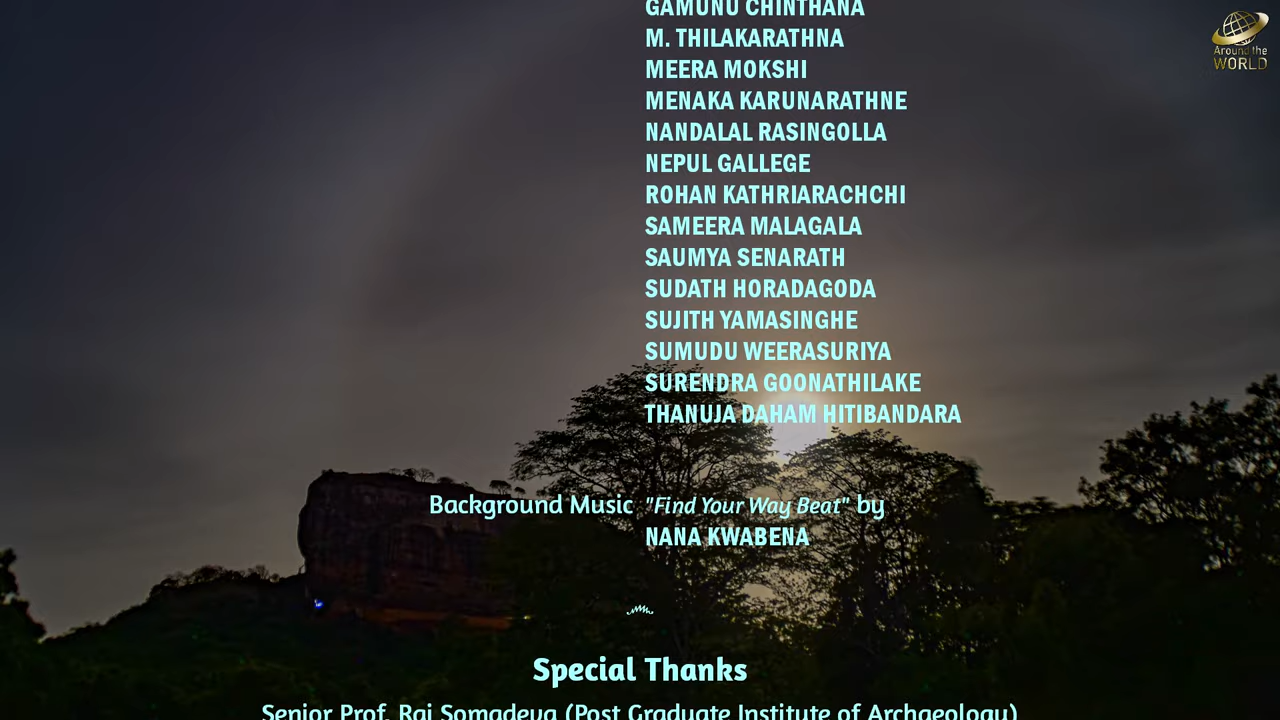 GAMUNU CHINTHANA
Around the
WORLD
M. THILAKARATHNA
MEERA MOKSHI
MENAKA KARUNARATHNE
NANDALAL RASINGOLLA
NEPUL GALLEGE
ROHAN KATHRIARACHCHI
SAMEERA MALAGALA
SAUMYA SENARATH
SUDATH HORADAGODA
SUJITH YAMASINGHE
SUMUDU WEERASURIYA
SURENDRA GOONATHILAKE
THANUJA DAHAM HITIBANDARA
Background Music "Find Your Way Beat" by
NANA KWABENA
Special Thanks
Senior Prof. Raj Somadeva (Post Graduate Institute of Archaeology)